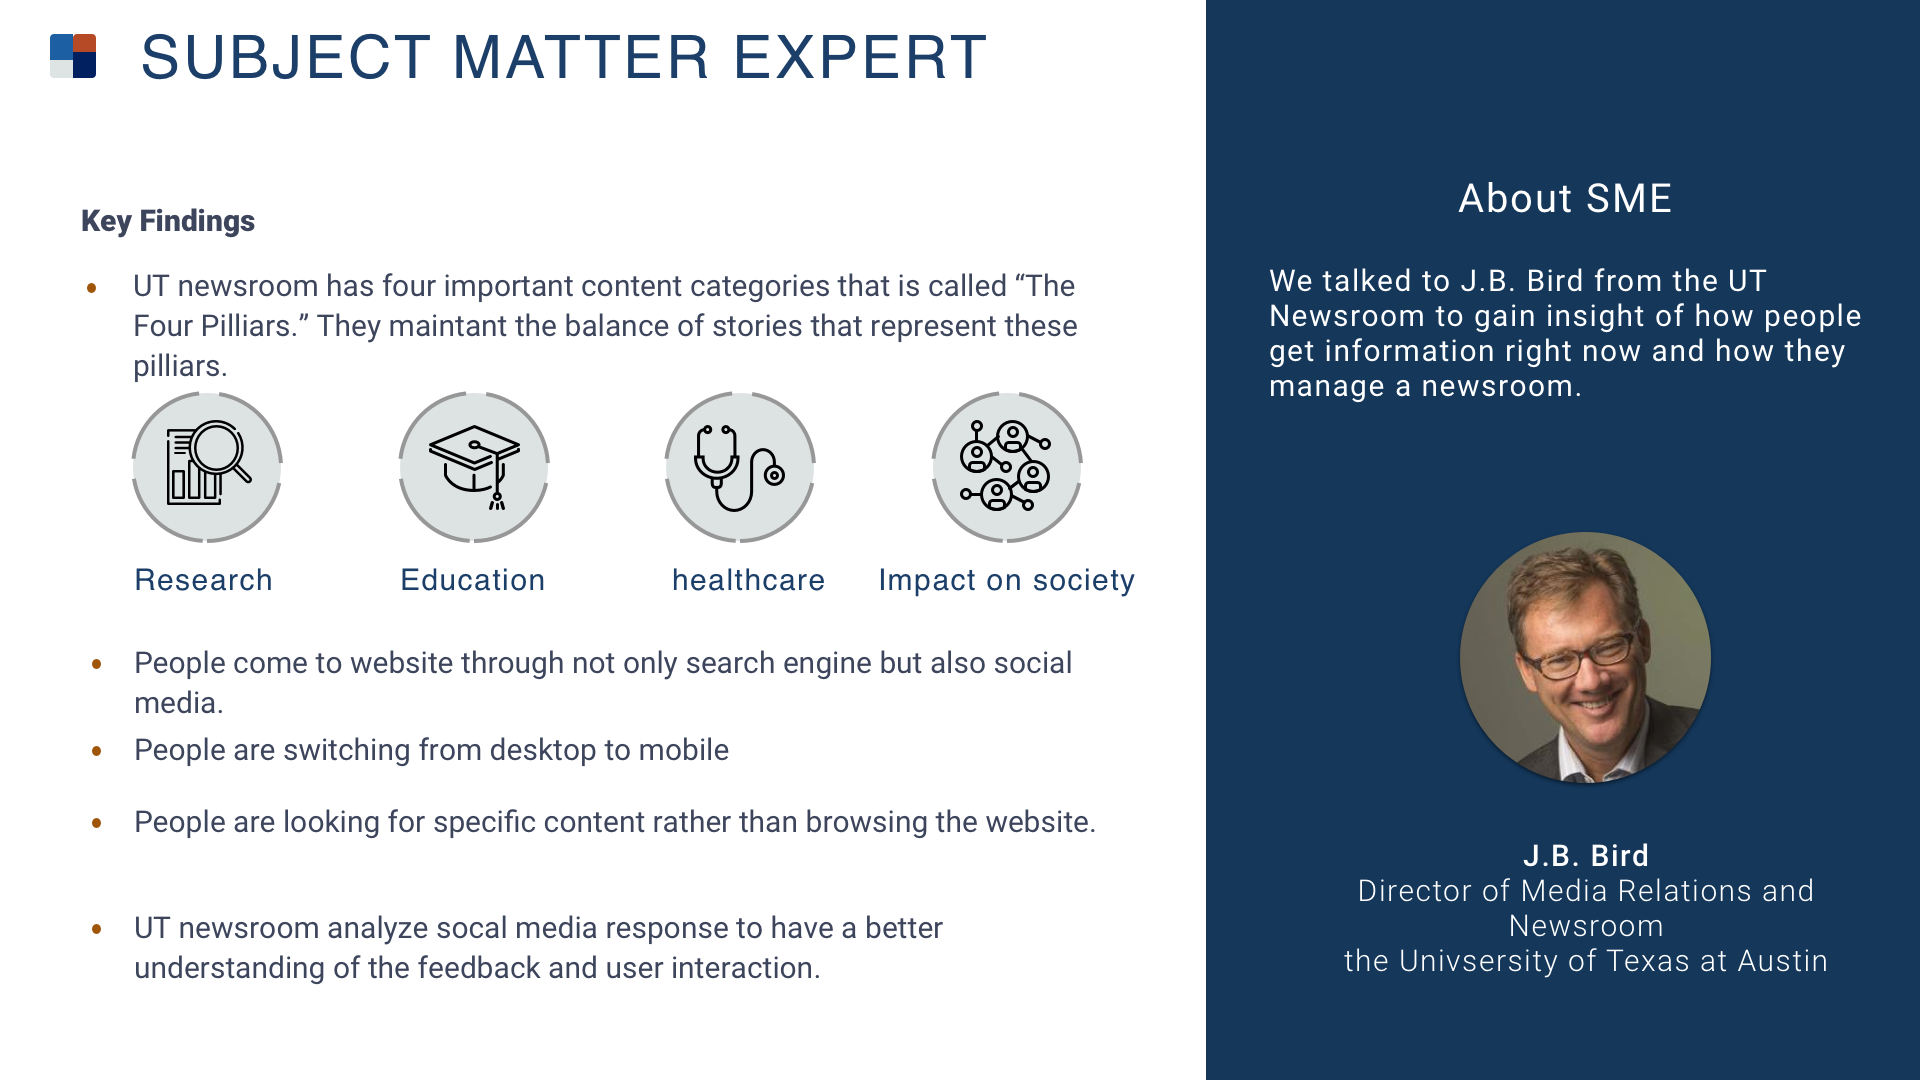 SUBJECT MATTER EXPERT
Key Findings
• UT newsroom has four important content categories that is called “The
Four Pilliars.” They maintant the balance of stories that represent these
pilliars.
Research
Education
healthcare
Impact on society
• People come to website through not only search engine but also social
media.
• People are switching from desktop to mobile
• People are looking for specific content rather than browsing the website.
• UT newsroom analyze socal media response to have a better
understanding of the feedback and user interaction.
About SME
We talked to J.B. Bird from the UT
Newsroom to gain insight of how people
get information right now and how they
manage a newsroom.
J.B. Bird
Director of Media Relations and
Newsroom
the Univsersity of Texas at Austin